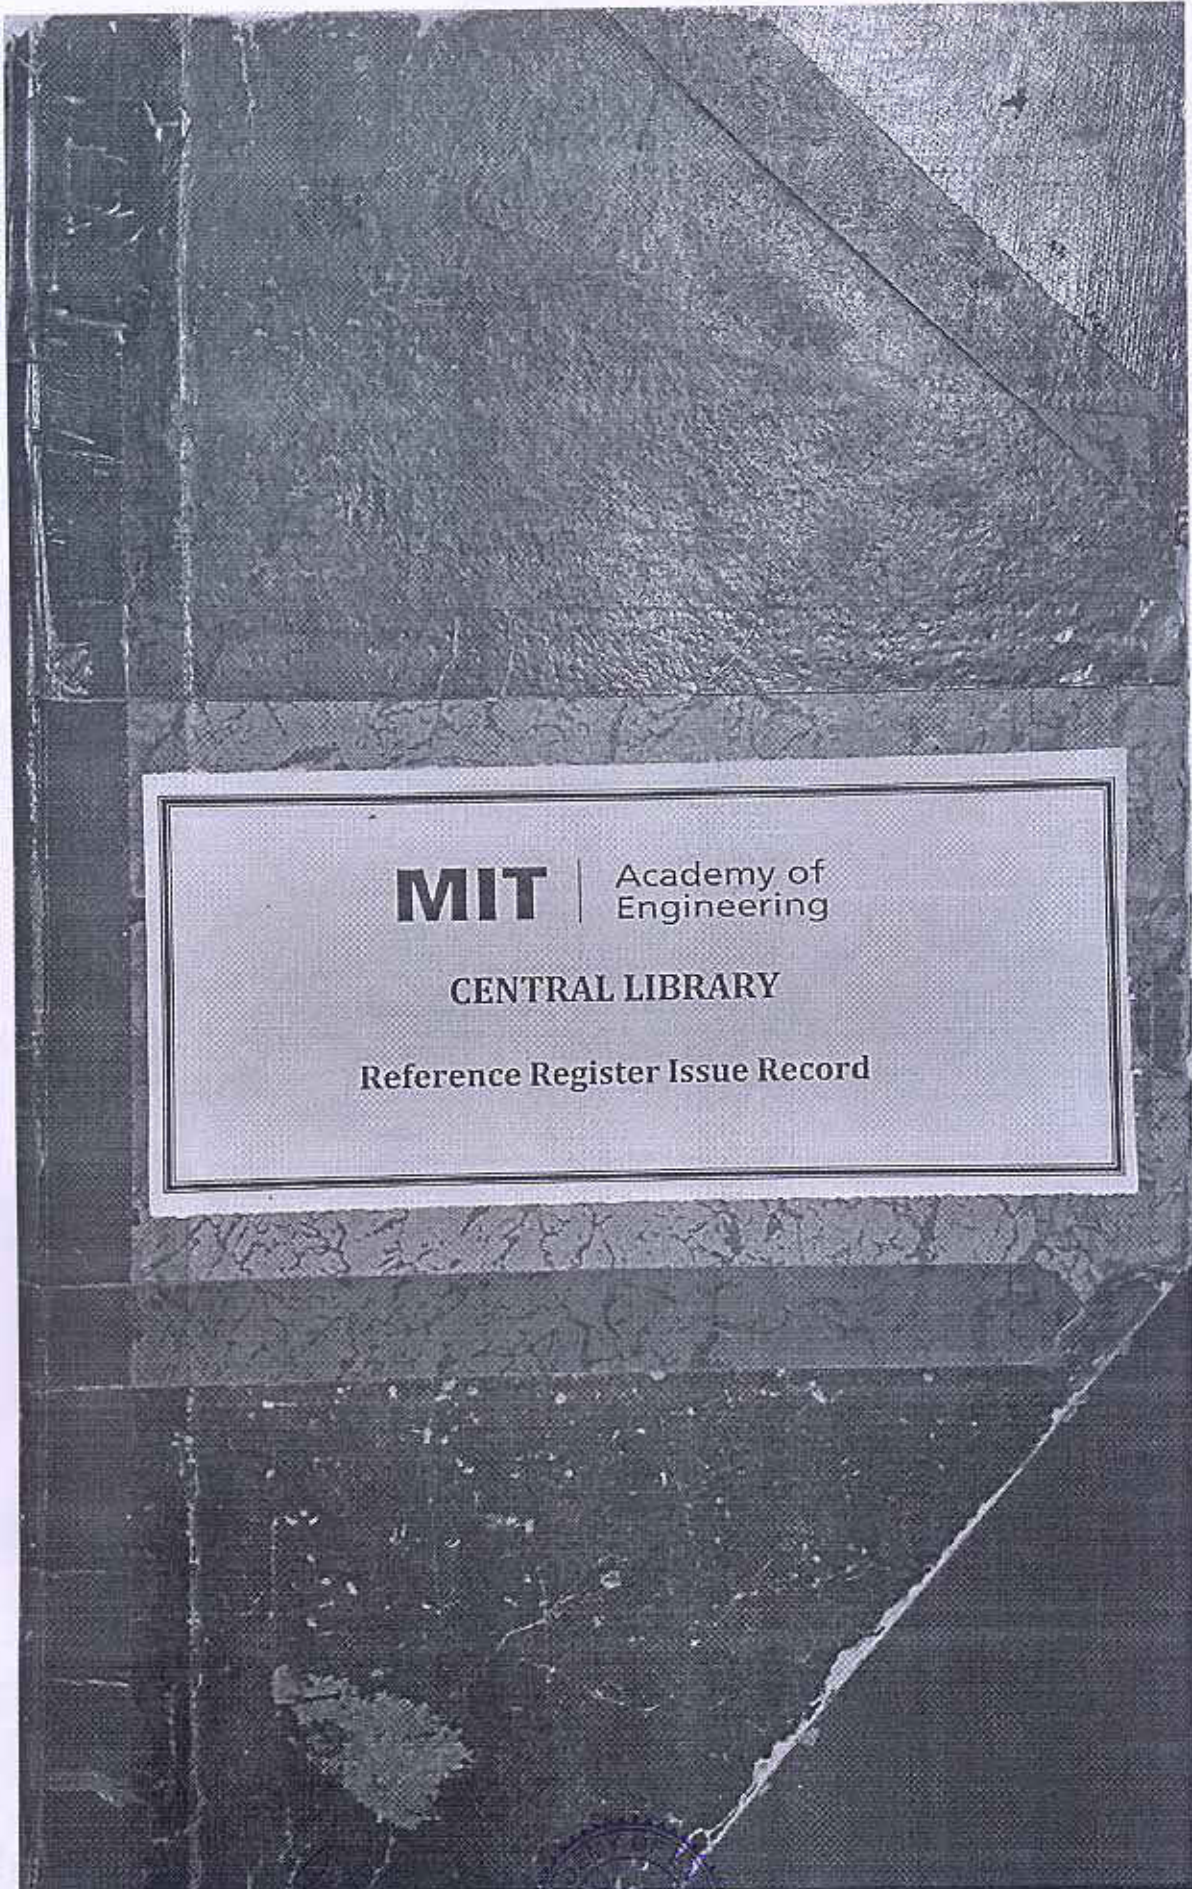 MIT
Academy of
Engineering
CENTRAL LIBRARY
Reference Register Issue Record